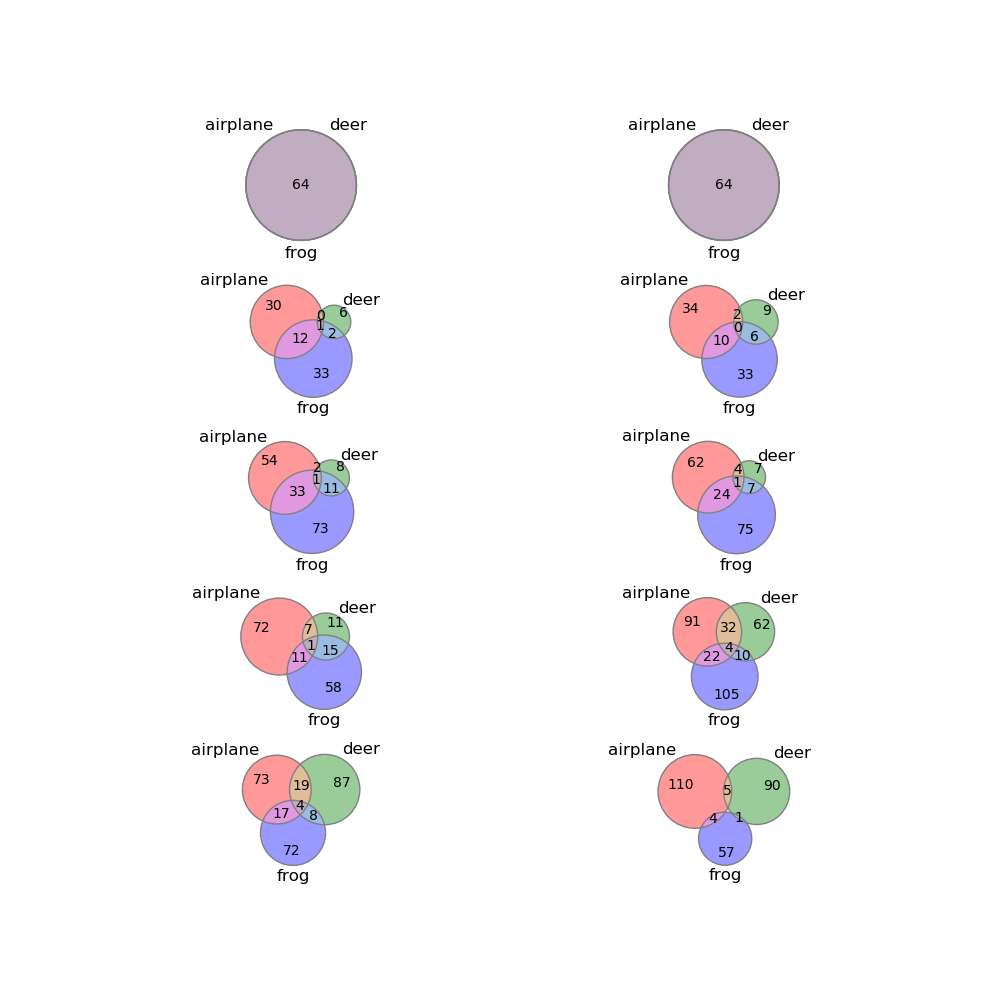 airplane deer
64
frog
airplane deer
64
frog
airplane
deer
30 0 6
1
12 2
33
frog
airplane
deer
34 2 9
0
10 6
33
frog
airplane
deer
54 2 8
1
33 11
73
frog
airplane
deer
62 4 7
1
24 7
75
frog
airplane
deer
72 7 11
1
11 15
58
frog
airplane
deer
91 32 62
4
22 10
105
frog
airplane deer
73 19 87
4
17 8
72
frog
airplane deer
110 5 90
4 1
57
frog